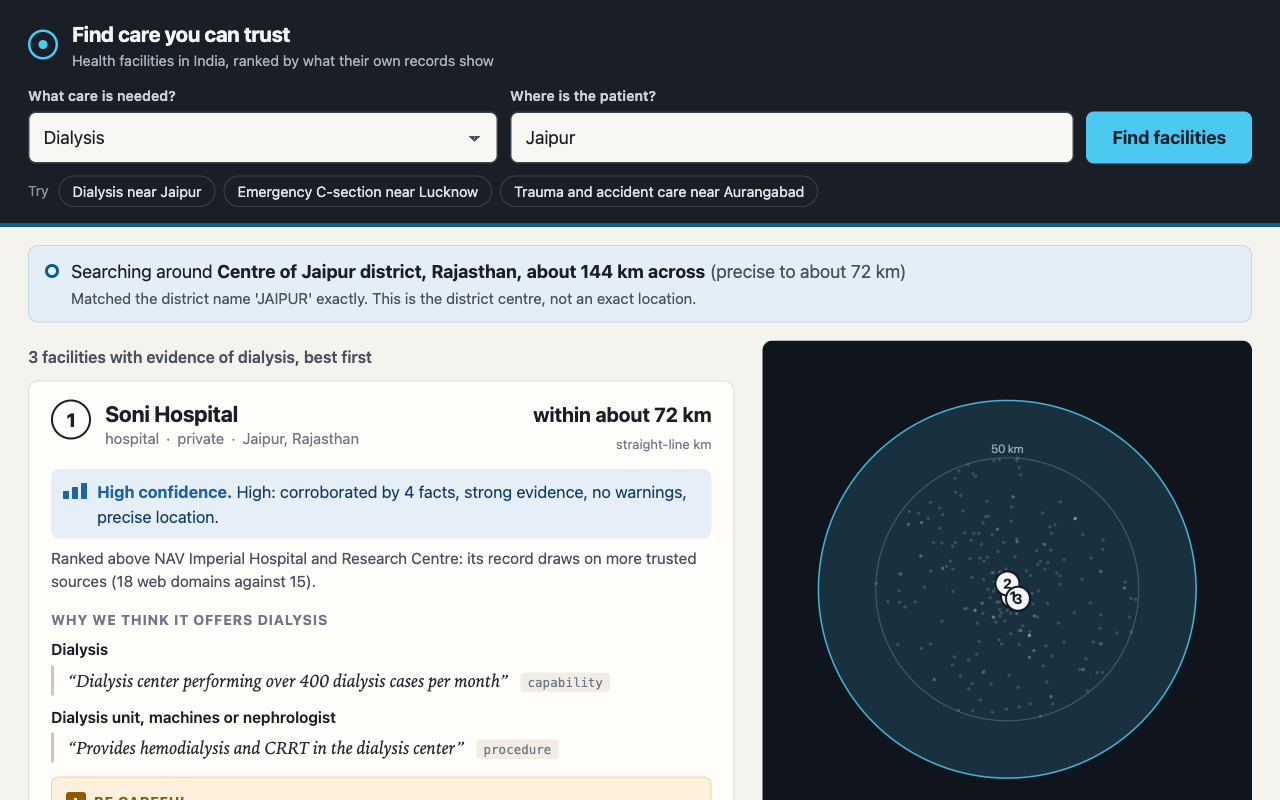 Find care you can trust
Health facilities in India, ranked by what their own records show
What care is needed?
Where is the patient?
Dialysis
Jaipur
Find facilities
Try
Dialysis near Jaipur
Emergency C-section near Lucknow
Trauma and accident care near Aurangabad
Searching around Centre of Jaipur district, Rajasthan, about 144 km across (precise to about 72 km)
Matched the district name 'JAIPUR' exactly. This is the district centre, not an exact location.
3 facilities with evidence of dialysis, best first
1
Soni Hospital
within about 72 km
hospital · private · Jaipur, Rajasthan
straight-line km
High confidence. High: corroborated by 4 facts, strong evidence, no warnings,
precise location.
Ranked above NAV Imperial Hospital and Research Centre: its record draws on more trusted
sources (18 web domains against 15).
WHY WE THINK IT OFFERS DIALYSIS
Dialysis
“Dialysis center performing over 400 dialysis cases per month” capability
Dialysis unit, machines or nephrologist
“Provides hemodialysis and CRRT in the dialysis center” procedure
BE CAREFUL
50 km
2
1
3